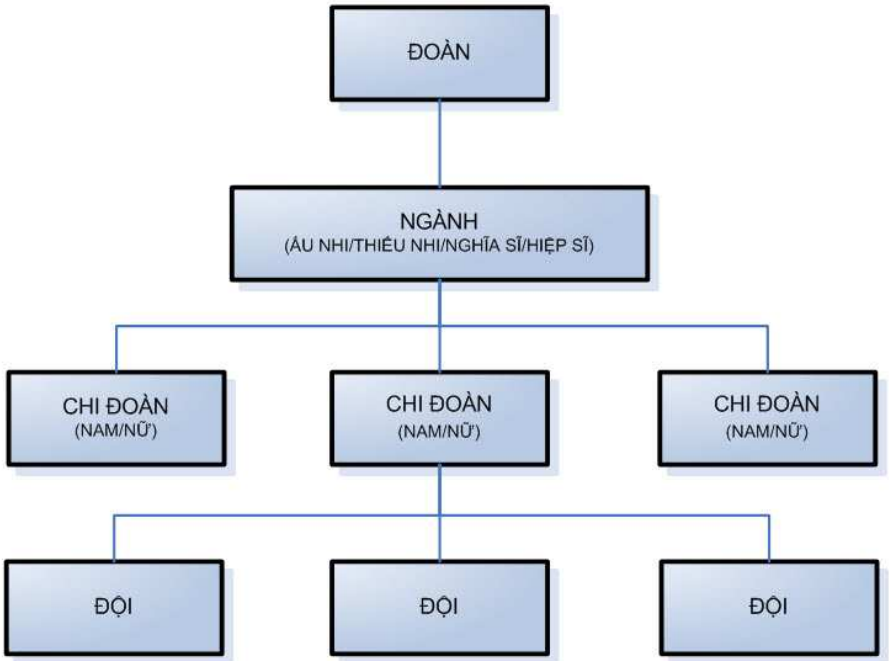 ĐOÀN
NGÀNH
(ẤU NHI/THIẾU NHI/NGHĨA SĨ/HIỆP SĨ)
CHI ĐOÀN
(NAM/NỮ)
CHI ĐOÀN
(NAM/NỮ)
CHI ĐOÀN
(NAM/NỮ)
ĐỘI
ĐỘI
ĐỘI